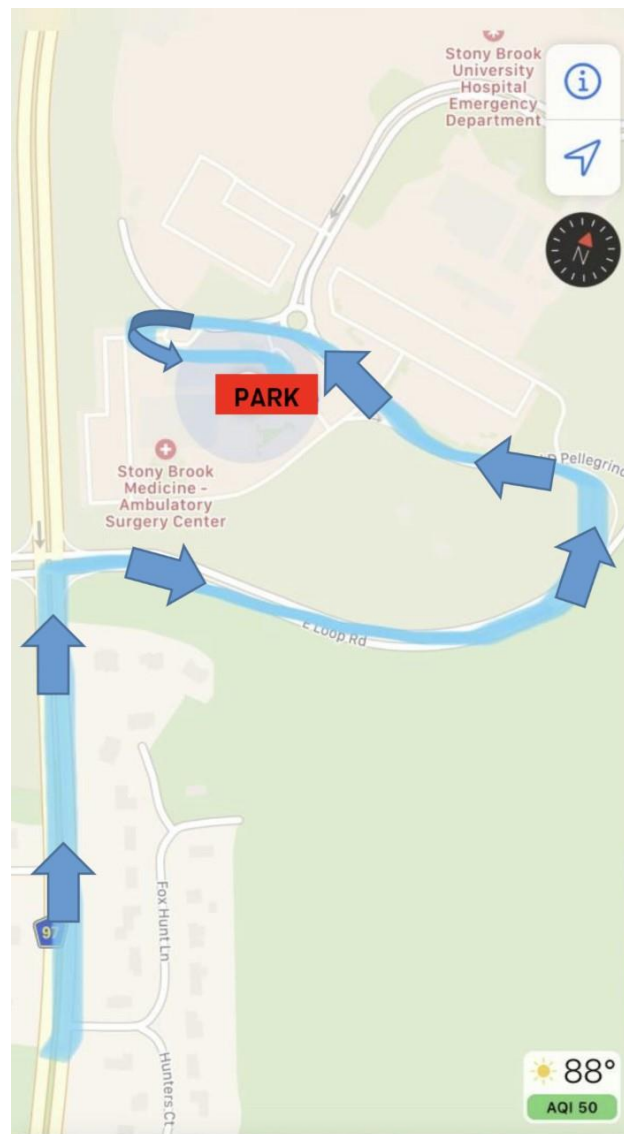 Stony Brook
University
Hospital
Emergency
Department
N
PARK
Stony Brook
Medicine -
Ambulatory
Surgery Center
Pellegrino
E Loop Rd
97
Fox Hunt Ln
Hunters Ct
88°
AQI 50